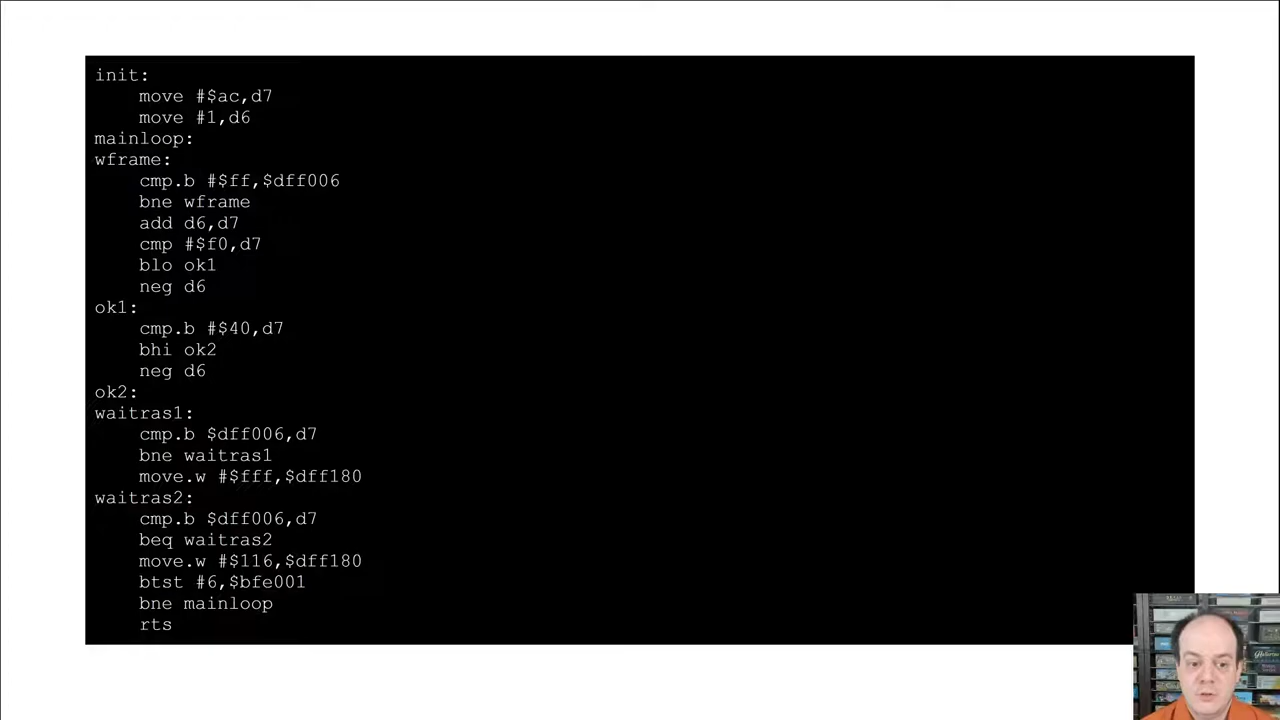 init:
move #$ac,d7
move #1,d6
mainloop:
wframe:
cmp.b #$ff,$dff006
bne wframe
add d6,d7
cmp #$f0,d7
blo ok1
neg d6
ok1:
cmp.b #$40,d7
bhi ok2
neg d6
ok2:
waitras1:
cmp.b $dff006,d7
bne waitras1
move.w #$fff,$dff180
waitras2:
cmp.b $dff006,d7
beq waitras2
move.w #$116,$dff180
btst #6,$bfe001
bne mainloop
rts